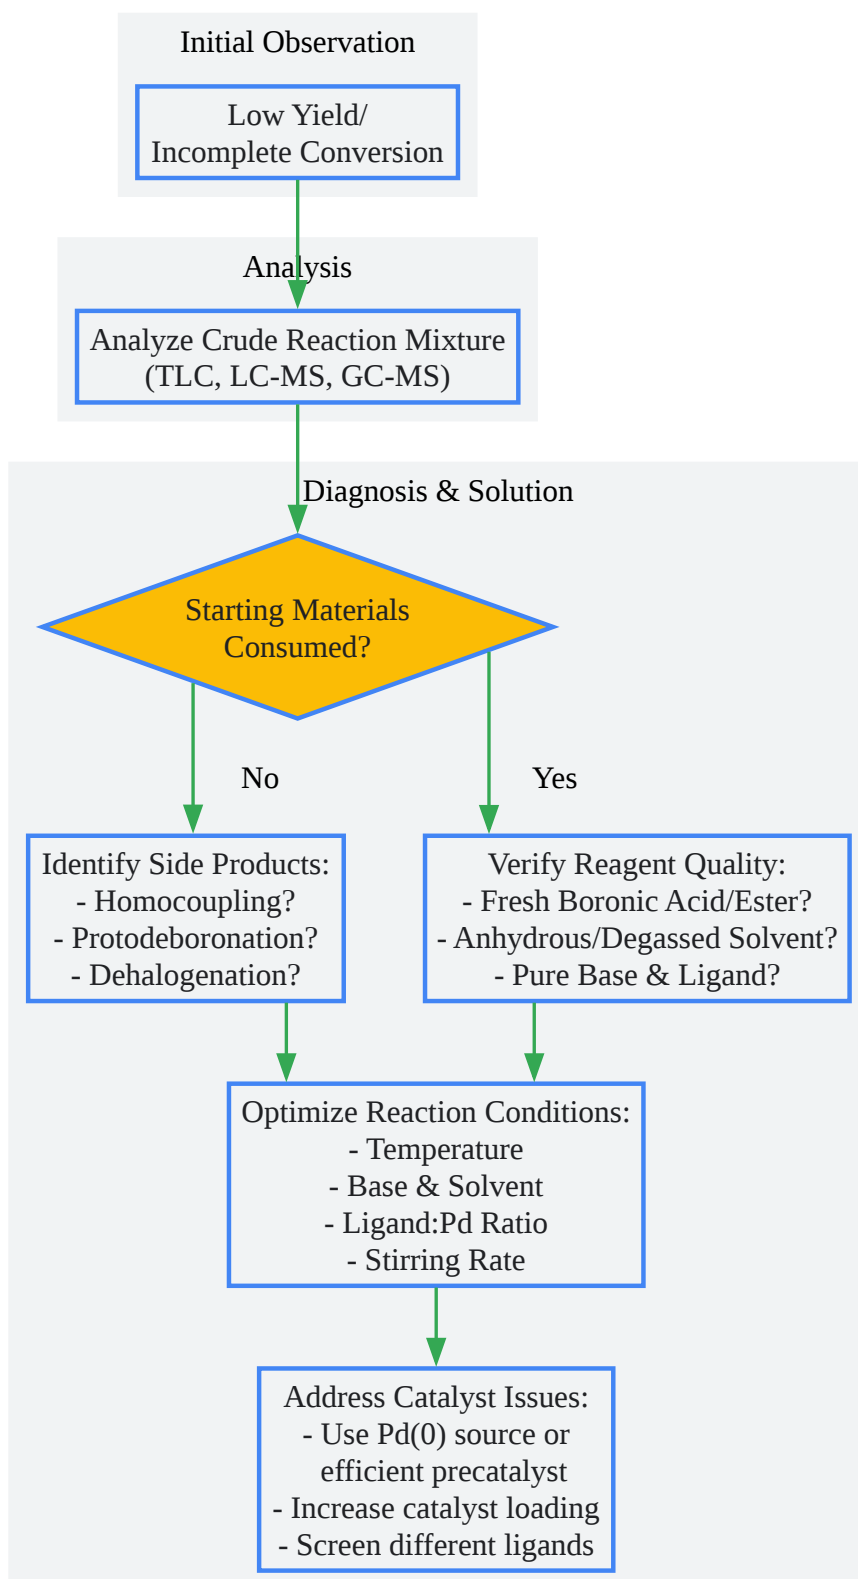 Initial Observation
Low Yield/
Incomplete Conversion
Analysis
Analyze Crude Reaction Mixture
(TLC, LC-MS, GC-MS)
Diagnosis & Solution
Starting Materials
Consumed?
No
Yes
Identify Side Products:
- Homocoupling?
- Protodeboronation?
- Dehalogenation?
Verify Reagent Quality:
- Fresh Boronic Acid/Ester?
- Anhydrous/Degassed Solvent?
- Pure Base & Ligand?
Optimize Reaction Conditions:
- Temperature
- Base & Solvent
- Ligand:Pd Ratio
- Stirring Rate
Address Catalyst Issues:
- Use Pd(0) source or
efficient precatalyst
- Increase catalyst loading
- Screen different ligands